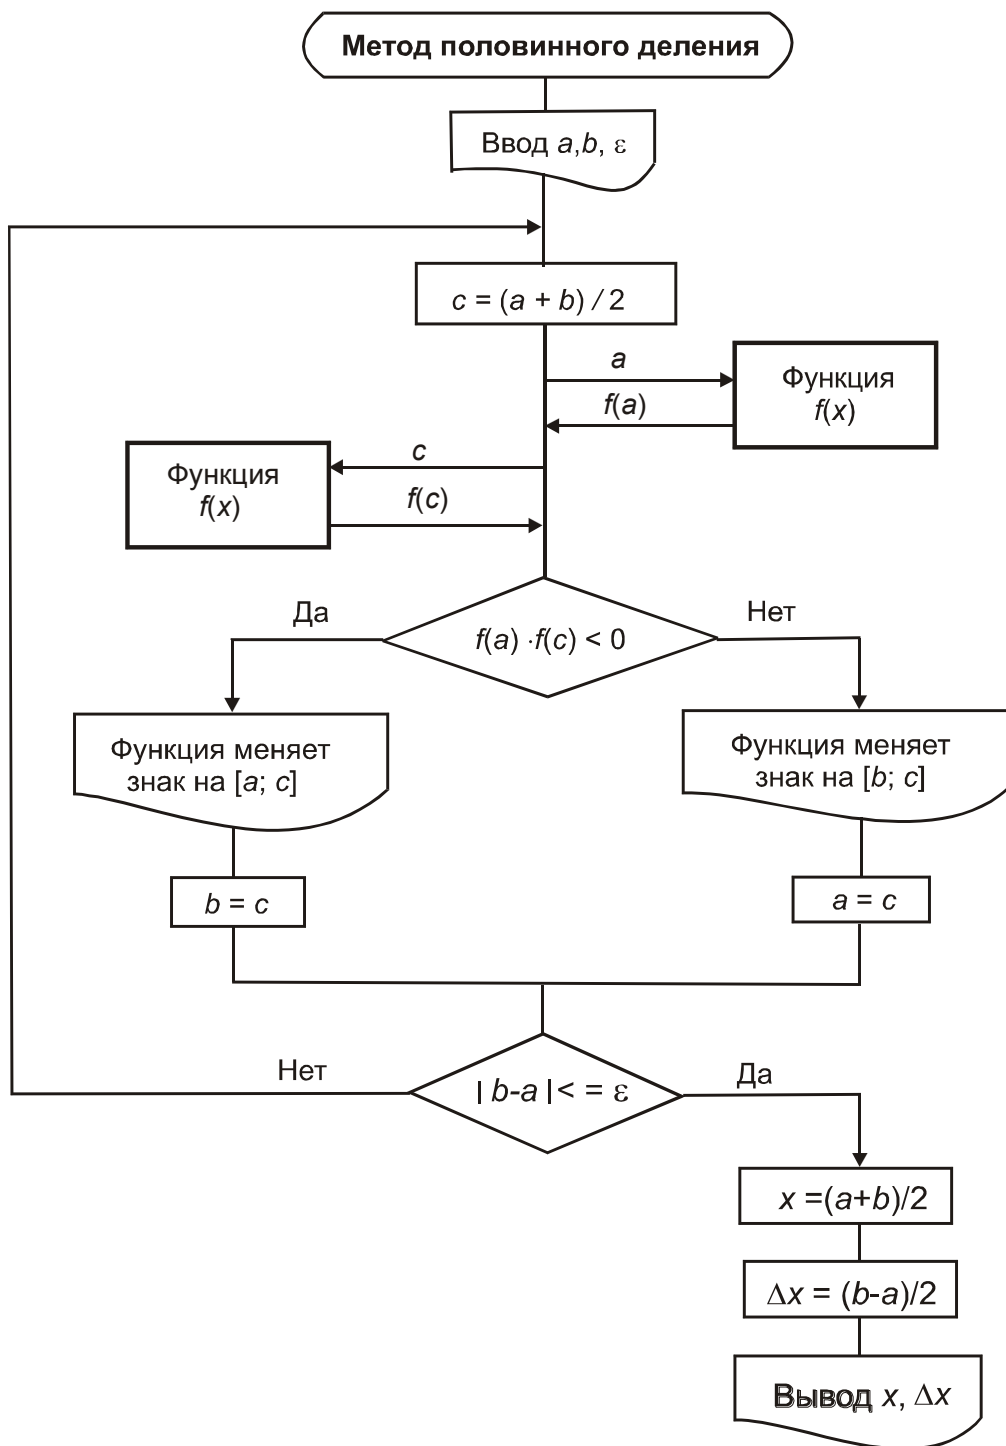 Метод половинного деления
Ввод a,b, ε
c = (a + b) / 2
a
Функция
f(x)
f(a)
c
Функция
f(x)
f(c)
Да
Нет
f(a) ·f(c) < 0
Функция меняет
знак на [a; c]
Функция меняет
знак на [b; c]
b = c
a = c
Нет
Да
| b-a |< = ε
x =(a+b)/2
Δx = (b-a)/2
Вывод x, Δx